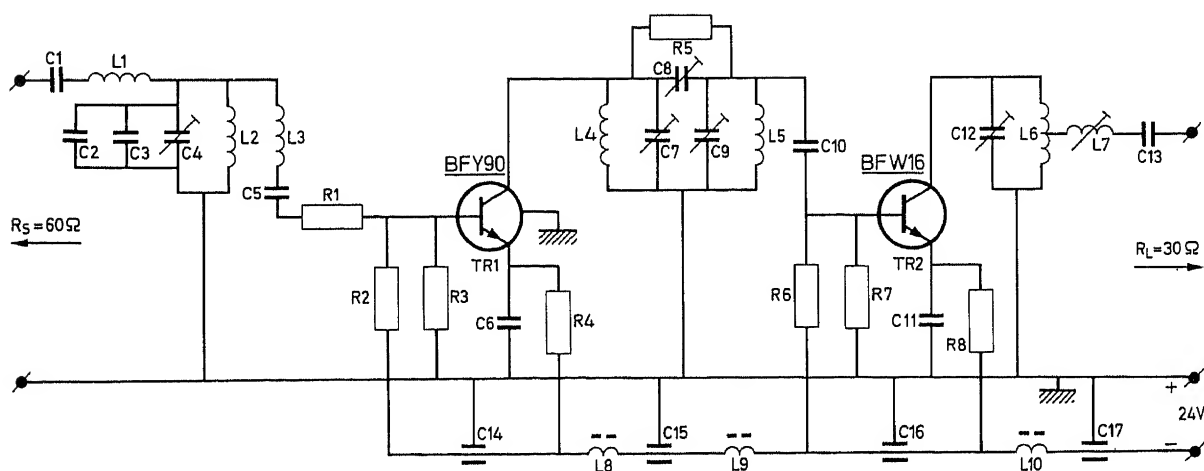 C1
L1
C2
C3
C4
L2
L3
C5
R1
R2
R3
BFY90
TR1
C6
R4
R5
C8
L4
C7
C9
L5
C10
BFW16
TR2
R6
R7
C11
R8
C12
L6
L7
C13
RS=60Ω
RL=30Ω
C14
L8
C15
L9
C16
L10
C17
+
24V
−